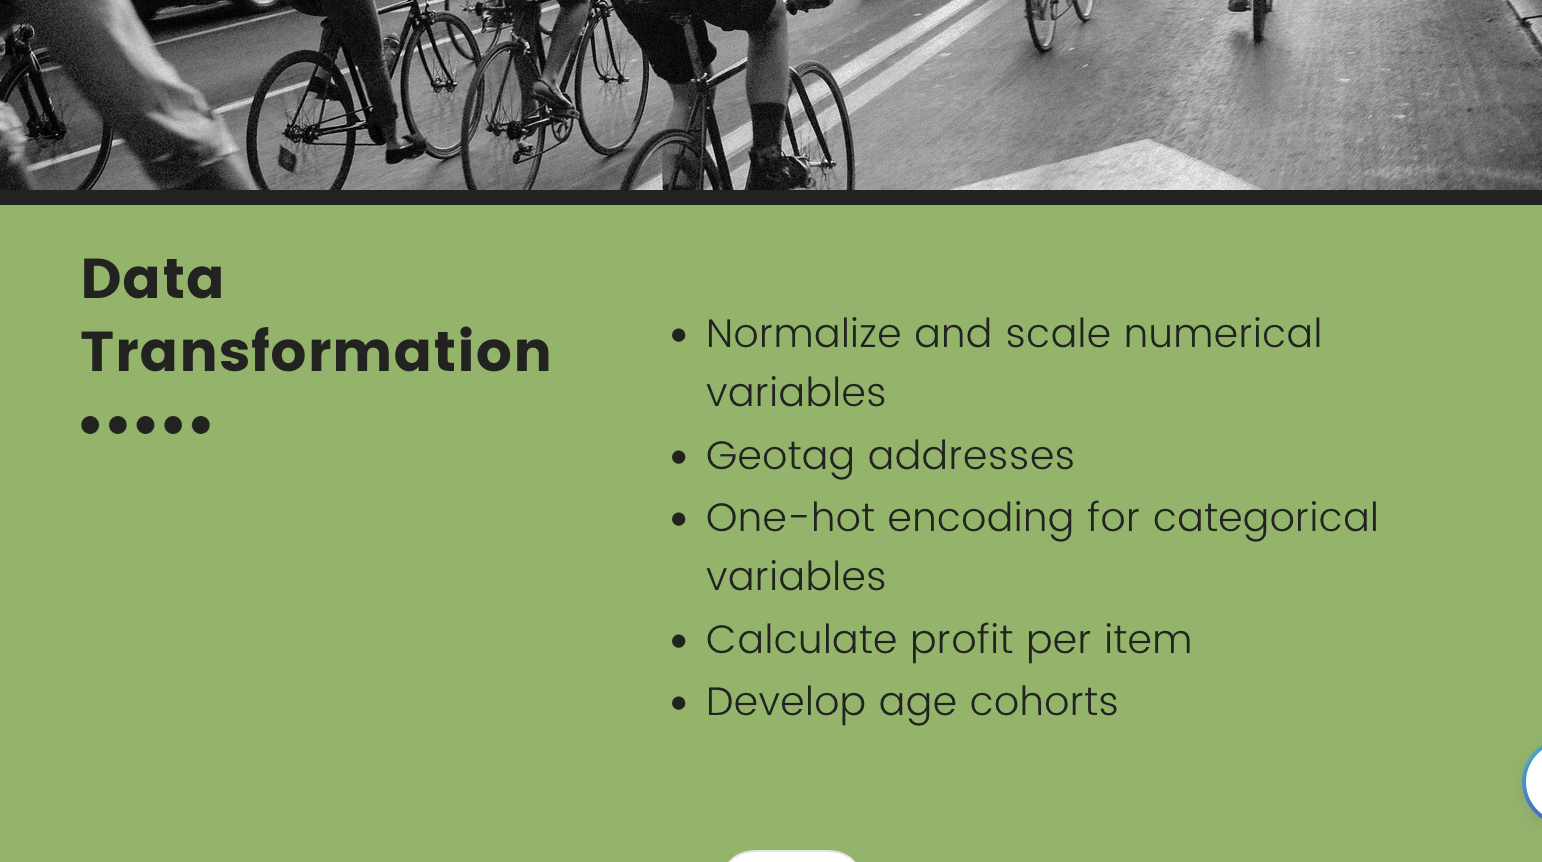 Data
Transformation
• Normalize and scale numerical
variables
• Geotag addresses
• One-hot encoding for categorical
variables
• Calculate profit per item
• Develop age cohorts